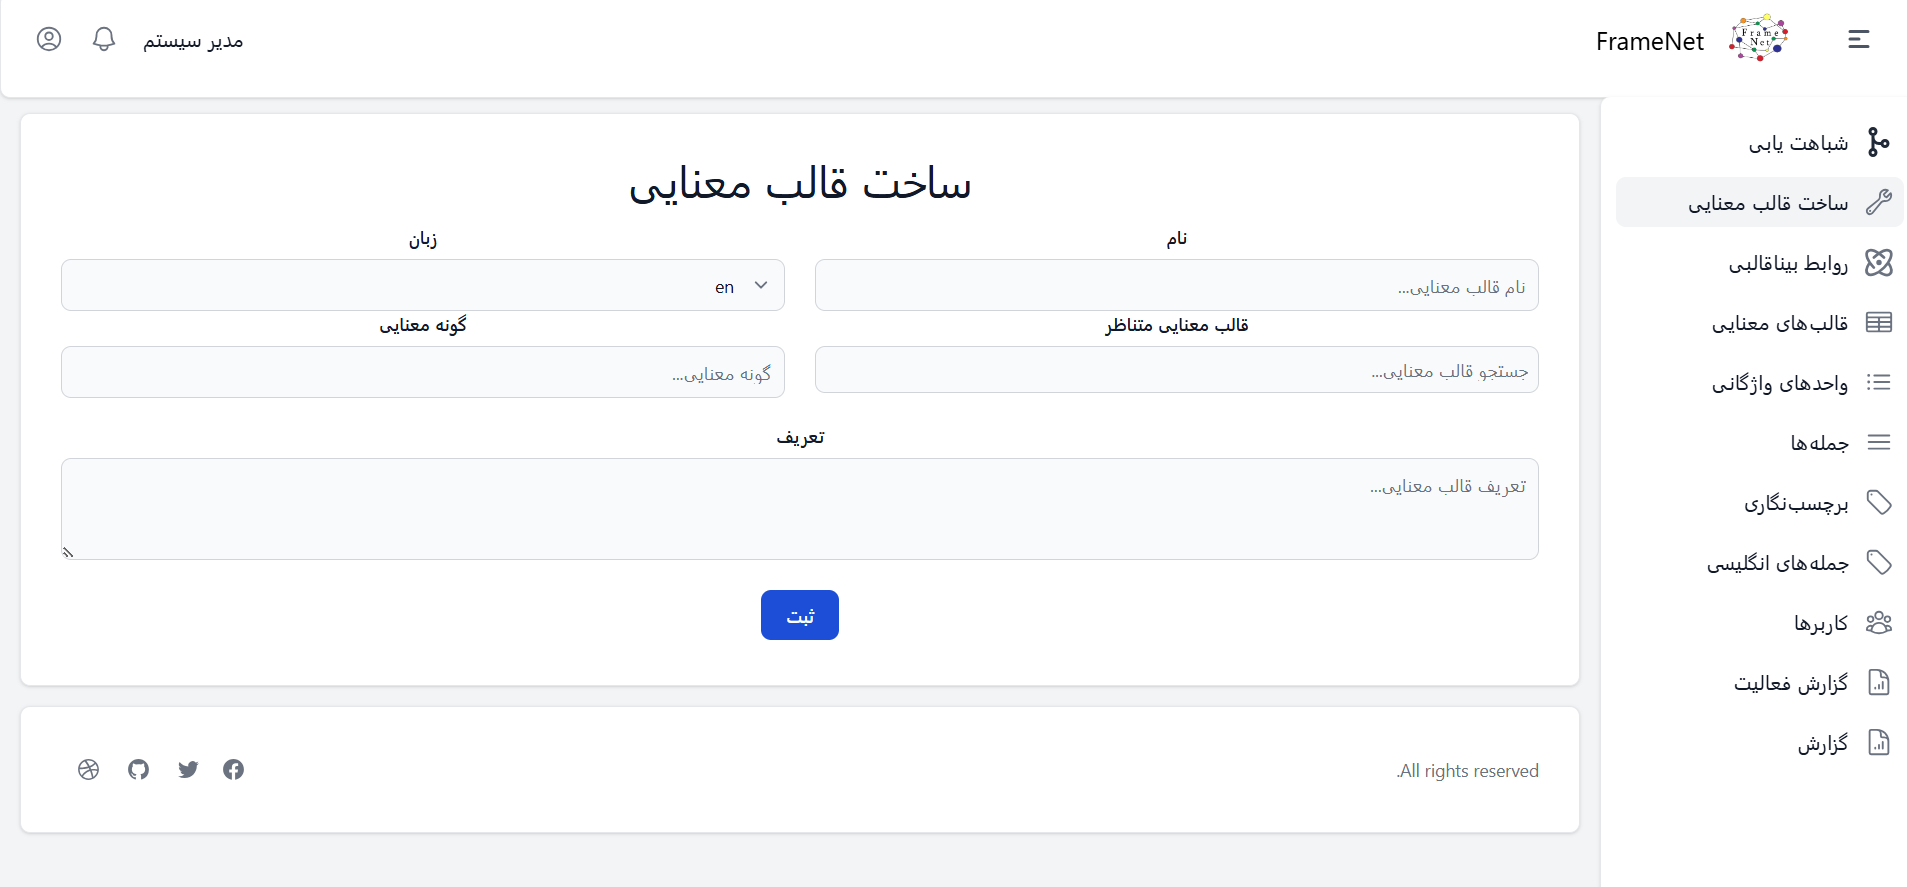 FrameNet
Frame
Net
مدیر سیستم
شباهت یابی
ساخت قالب معنایی
روابط بیناقالبی
قالب‌های معنایی
واحدهای واژگانی
جمله‌ها
برچسب‌نگاری
جمله‌های انگلیسی
کاربرها
گزارش فعالیت
گزارش
ساخت قالب معنایی
نام
زبان
نام قالب معنایی...
en
قالب معنایی متناظر
گونه معنایی
جستجو قالب معنایی...
گونه معنایی...
تعریف
تعریف قالب معنایی...
ثبت
.All rights reserved